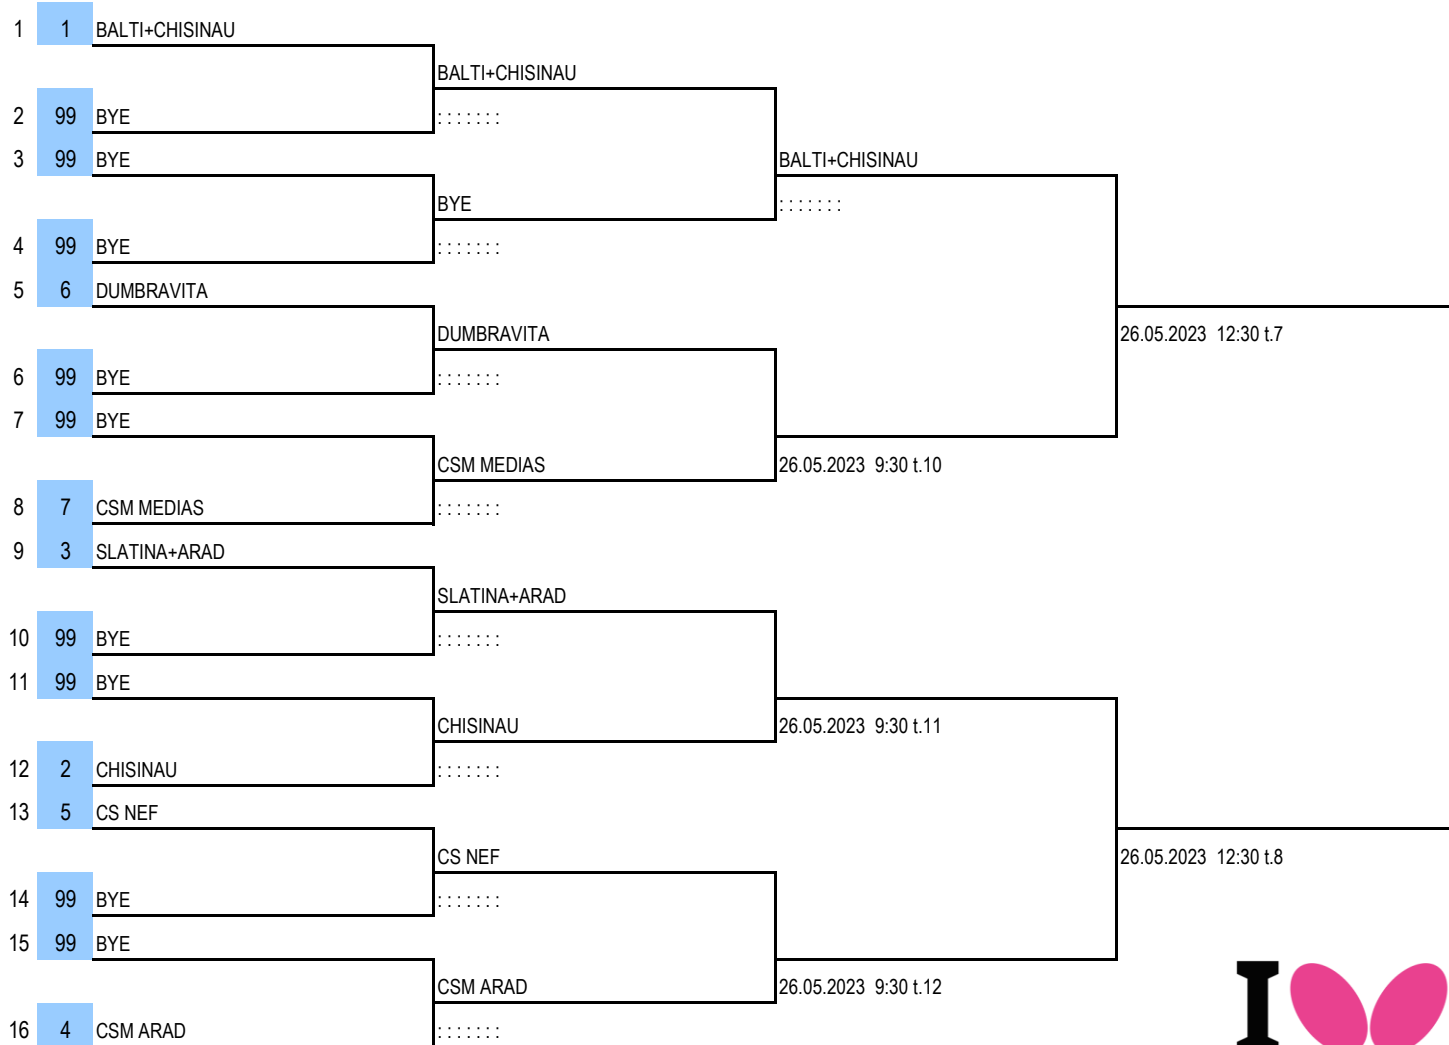 1 1 BALTI+CHISINAU
BALTI+CHISINAU
2 99 BYE : : : : : : :
3 99 BYE BALTI+CHISINAU
BYE : : : : : : :
4 99 BYE : : : : : : :
5 6 DUMBRAVITA
DUMBRAVITA 26.05.2023 12:30 t.7
6 99 BYE : : : : : : :
7 99 BYE
CSM MEDIAS 26.05.2023 9:30 t.10
8 7 CSM MEDIAS : : : : : : :
9 3 SLATINA+ARAD
SLATINA+ARAD
10 99 BYE : : : : : : :
11 99 BYE
CHISINAU 26.05.2023 9:30 t.11
12 2 CHISINAU : : : : : : :
13 5 CS NEF
CS NEF 26.05.2023 12:30 t.8
14 99 BYE : : : : : : :
15 99 BYE
CSM ARAD 26.05.2023 9:30 t.12
16 4 CSM ARAD : : : : : : :
I